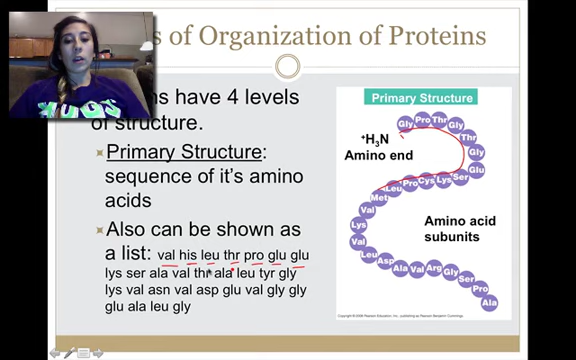 s of Organization of Proteins
ns have 4 levels
of structure.
Primary Structure:
sequence of it's amino
acids
Also can be shown as
a list: val his leu thr pro glu glu
lys ser ala val thr ala leu tyr gly
lys val asn val asp glu val gly gly
glu ala leu gly
Primary Structure
Gly Pro Thr Gly
Thr
Gly
Glu
Ser
Lys
Cys
Pro
Leu
Met
Val
Lys
Val
Leu
Asp
Ala
Val
Arg
Gly
Ser
Pro
Ala
+H3N
Amino end
Amino acid
subunits